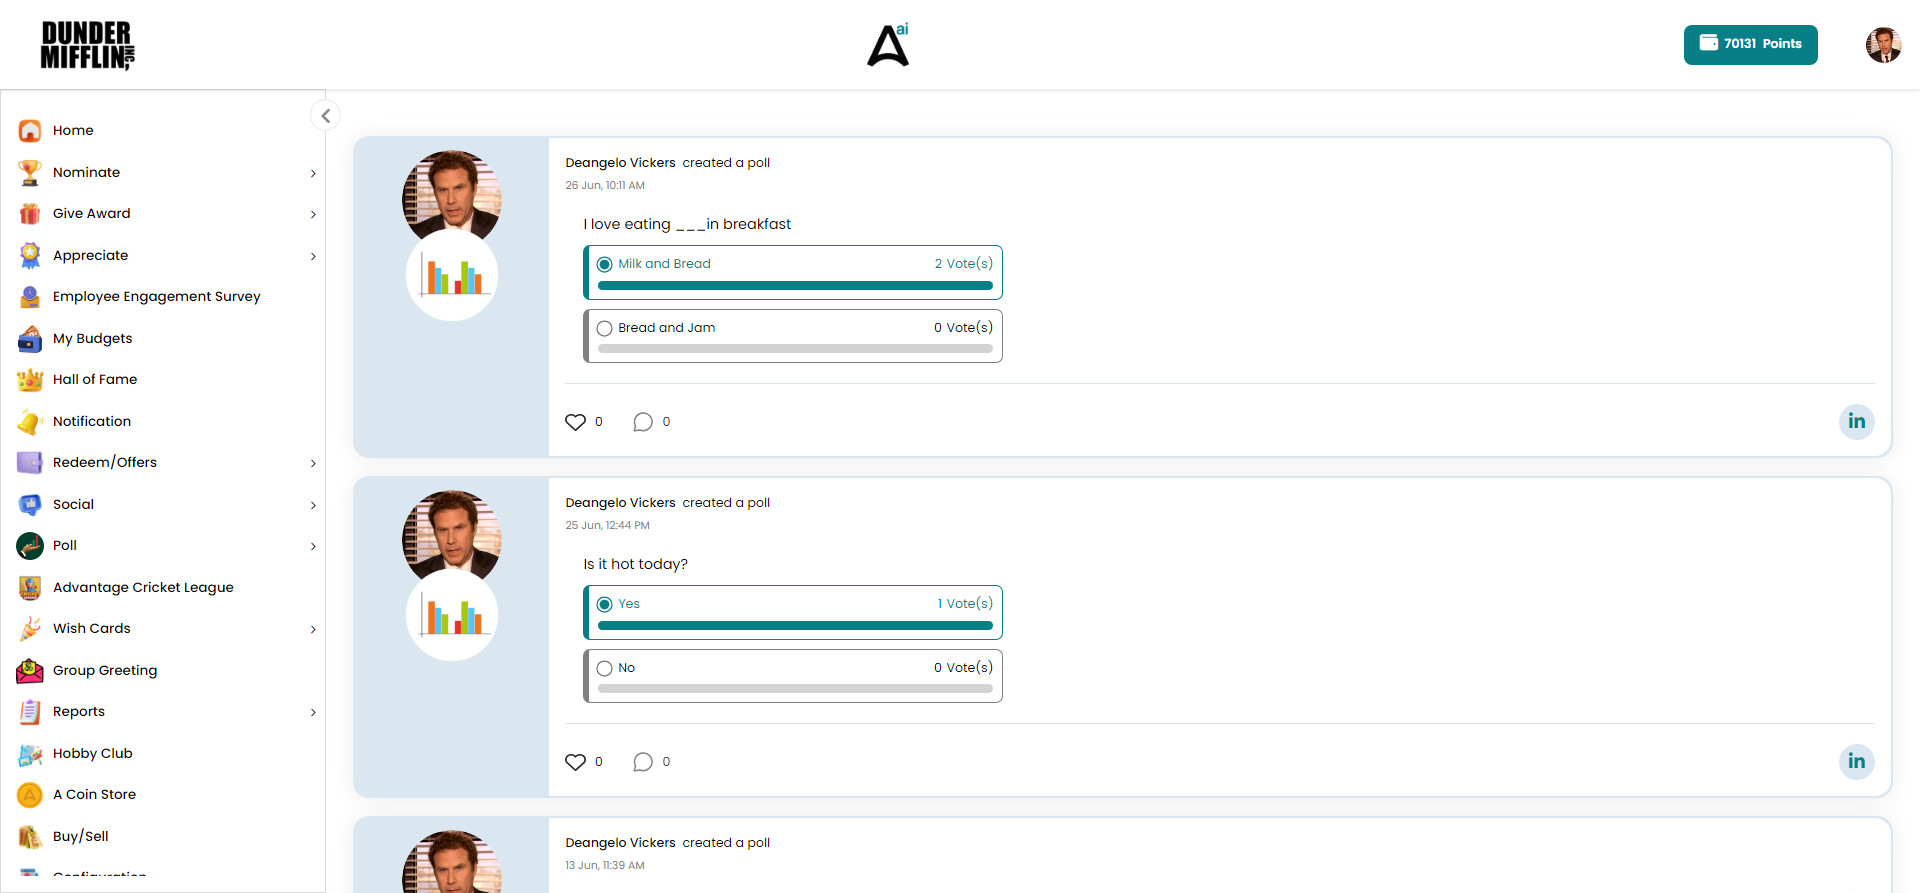 DUNDER
MIFFLIN, INC
ai
70131 Points
Home
Nominate
Give Award
Appreciate
Employee Engagement Survey
My Budgets
Hall of Fame
Notification
Redeem/Offers
Social
Poll
Advantage Cricket League
Wish Cards
Group Greeting
Reports
Hobby Club
A Coin Store
Buy/Sell
Configuration
Deangelo Vickers created a poll
26 Jun, 10:11 AM
I love eating ___in breakfast
Milk and Bread 2 Vote(s)
Bread and Jam 0 Vote(s)
0 0
in
Deangelo Vickers created a poll
25 Jun, 12:44 PM
Is it hot today?
Yes 1 Vote(s)
No 0 Vote(s)
0 0
in
Deangelo Vickers created a poll
13 Jun, 11:39 AM